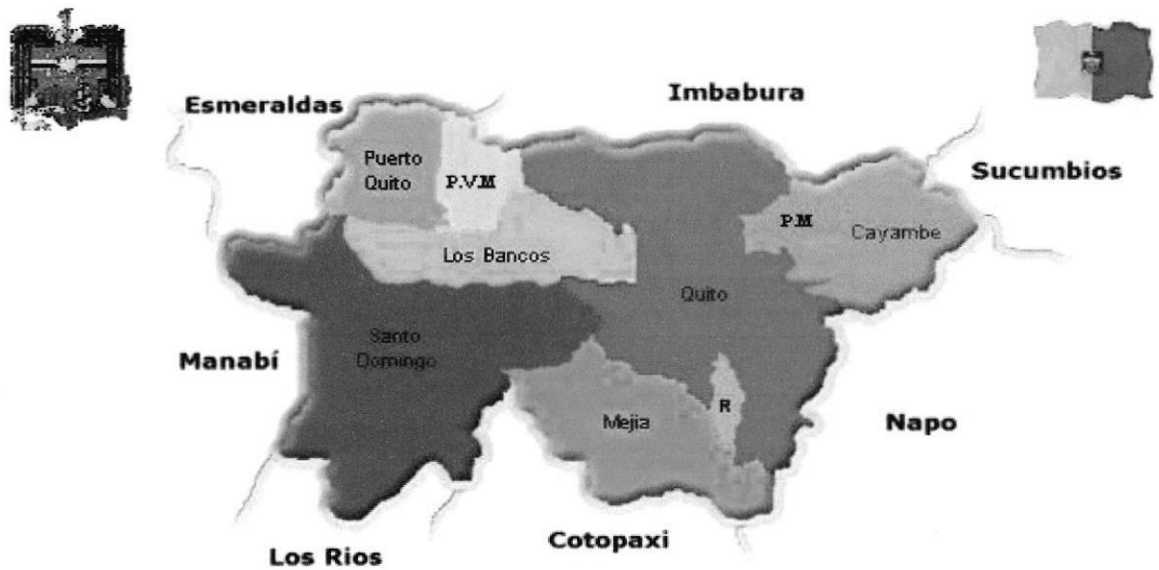 Esmeraldas
Imbabura
Sucumbios
Puerto
Quito
P.V.M
P.M
Cayambe
Los Bancos
Quito
Santo
Domingo
Manabí
Mejia
R
Napo
Cotopaxi
Los Rios